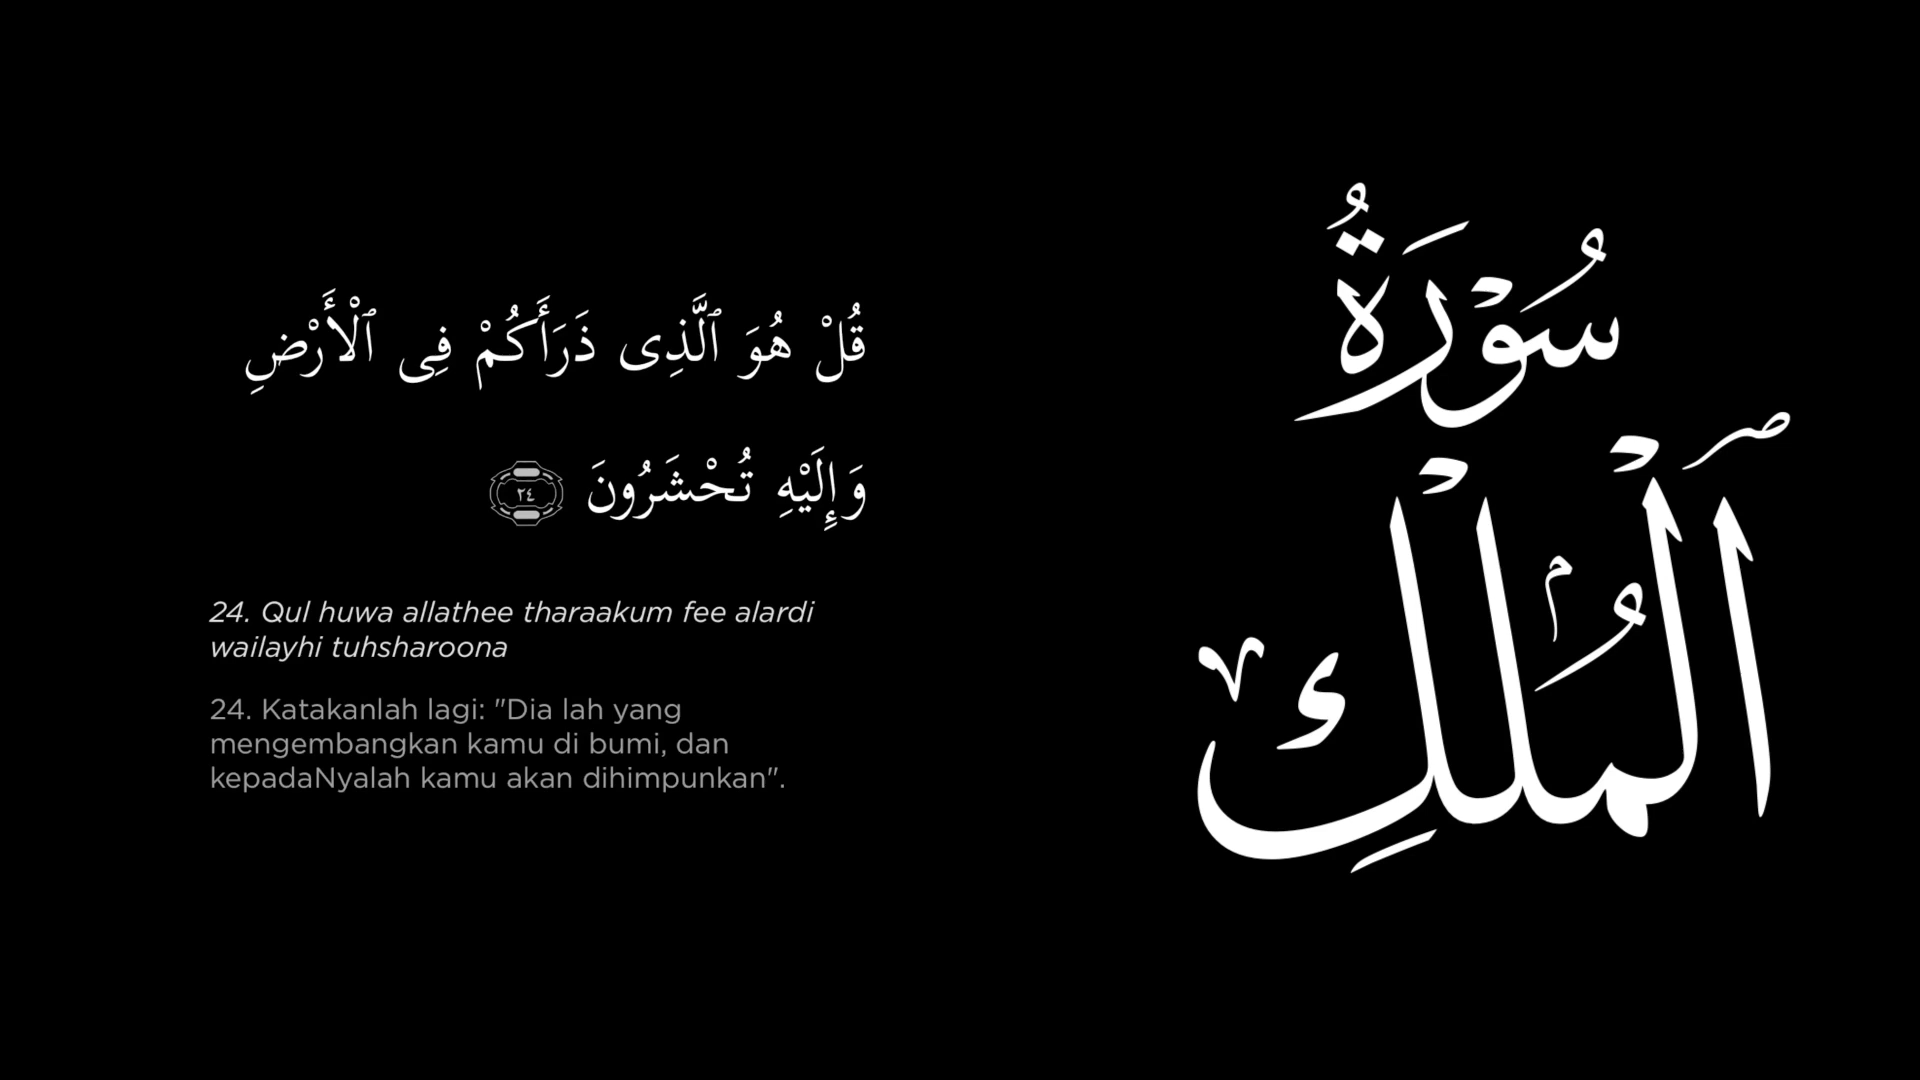 قُلْ هُوَ ٱلَّذِى ذَرَأَكُمْ فِى ٱلْأَرْضِ
وَإِلَيْهِ تُحْشَرُونَ ٢٤
24. Qul huwa allathee tharaakum fee alardi
wailayhi tuhsharoona
24. Katakanlah lagi: "Dia lah yang
mengembangkan kamu di bumi, dan
kepadaNyalah kamu akan dihimpunkan".
سُوْرَةُ
ٱلْمُلْكِ